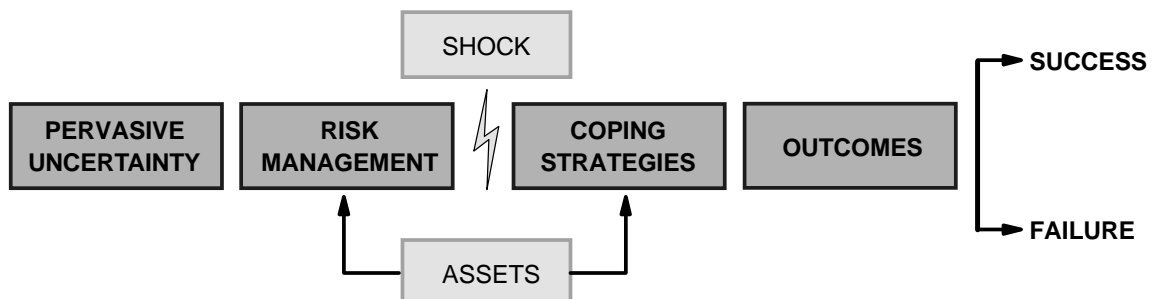 SHOCK
SUCCESS
PERVASIVE
UNCERTAINTY
RISK
MANAGEMENT
COPING
STRATEGIES
OUTCOMES
FAILURE
ASSETS